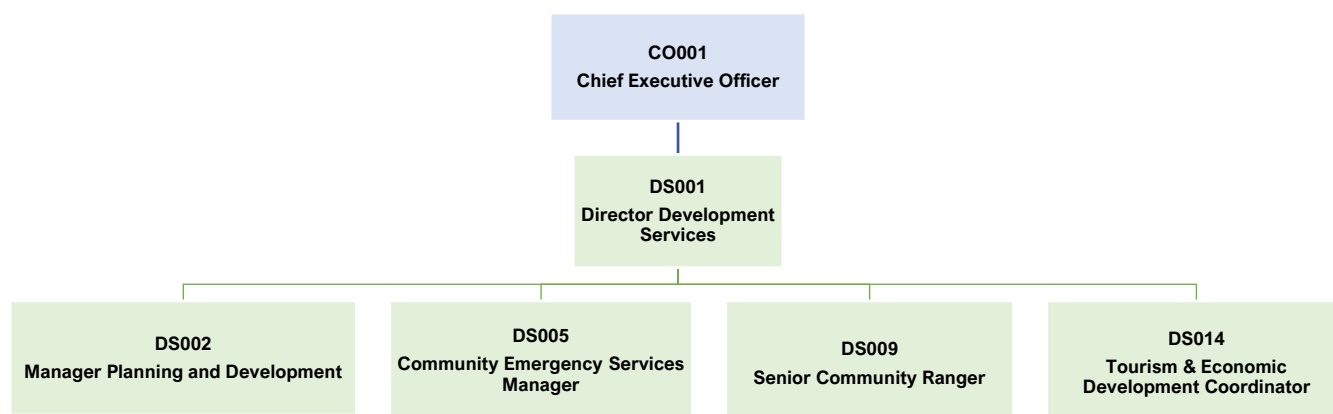 CO001
Chief Executive Officer
DS001
Director Development
Services
DS002
Manager Planning and Development
DS005
Community Emergency Services
Manager
DS009
Senior Community Ranger
DS014
Tourism & Economic
Development Coordinator